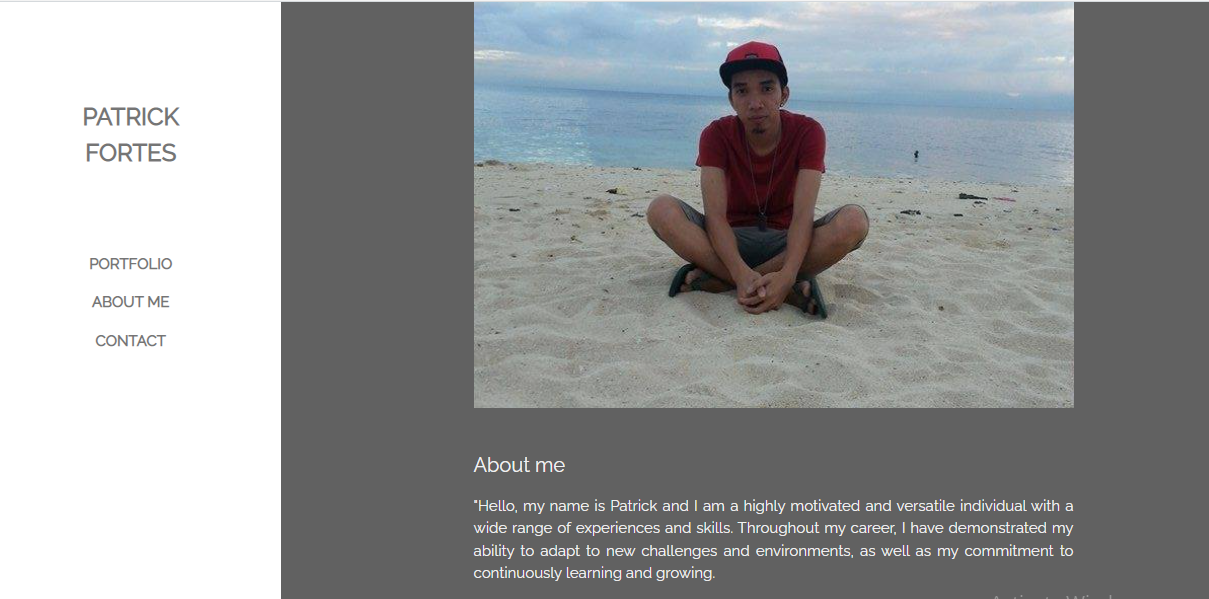 PATRICK
FORTES
PORTFOLIO
ABOUT ME
CONTACT
About me
"Hello, my name is Patrick and I am a highly motivated and versatile individual with a
wide range of experiences and skills. Throughout my career, I have demonstrated my
ability to adapt to new challenges and environments, as well as my commitment to
continuously learning and growing.